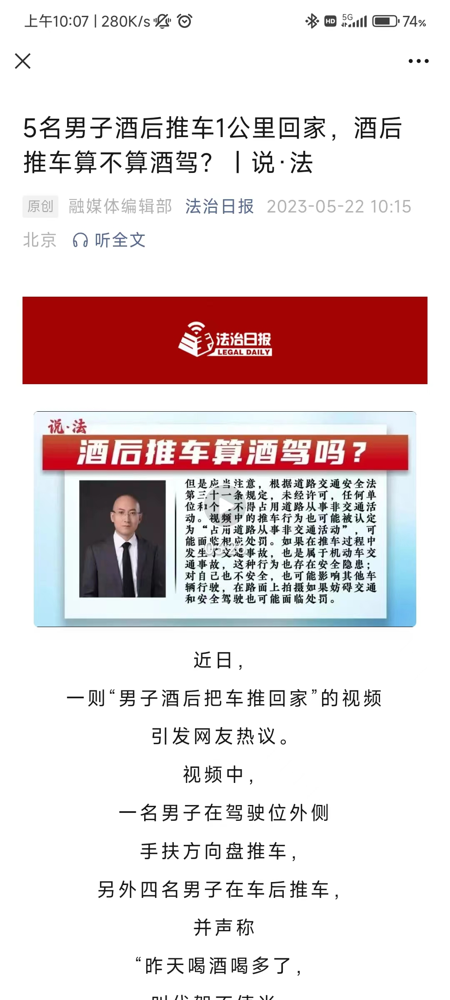 上午10:07 | 280K/s
HD 5G 74%
5名男子酒后推车1公里回家，酒后
推车算不算酒驾？丨说·法
原创 融媒体编辑部 法治日报 2023-05-22 10:15
北京 听全文
法治日报
LEGAL DAILY
说·法
酒后推车算酒驾吗？
但是应当注意，根据道路交通安全法
第三十一条规定，未经许可，任何单
位和个 不得占用道路从事非交通活
动。视频中的推车行为也可能被认定
为“占用道路从事非交通活动”，可
能面临相应处罚。如果在推车过程中
发生了交通事故，也是属于机动车交
通事故，这种行为也存在安全隐患；
对自己也不安全，也可能影响其他车
辆行驶，在路面上拍摄如果妨碍交通
和安全驾驶也可能面临处罚。
03:26
近日，
一则“男子酒后把车推回家”的视频
引发网友热议。
视频中，
一名男子在驾驶位外侧
手扶方向盘推车，
另外四名男子在车后推车，
并声称
“昨天喝酒喝多了，